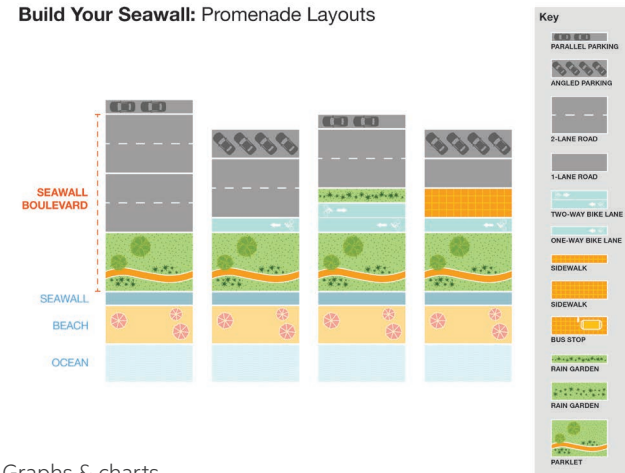 Build Your Seawall: Promenade Layouts
SEAWALL
BOULEVARD
SEAWALL
BEACH
OCEAN
Key
PARALLEL PARKING
ANGLED PARKING
2-LANE ROAD
1-LANE ROAD
TWO-WAY BIKE LANE
ONE-WAY BIKE LANE
SIDEWALK
SIDEWALK
BUS STOP
RAIN GARDEN
RAIN GARDEN
PARKLET
Graphs & charts